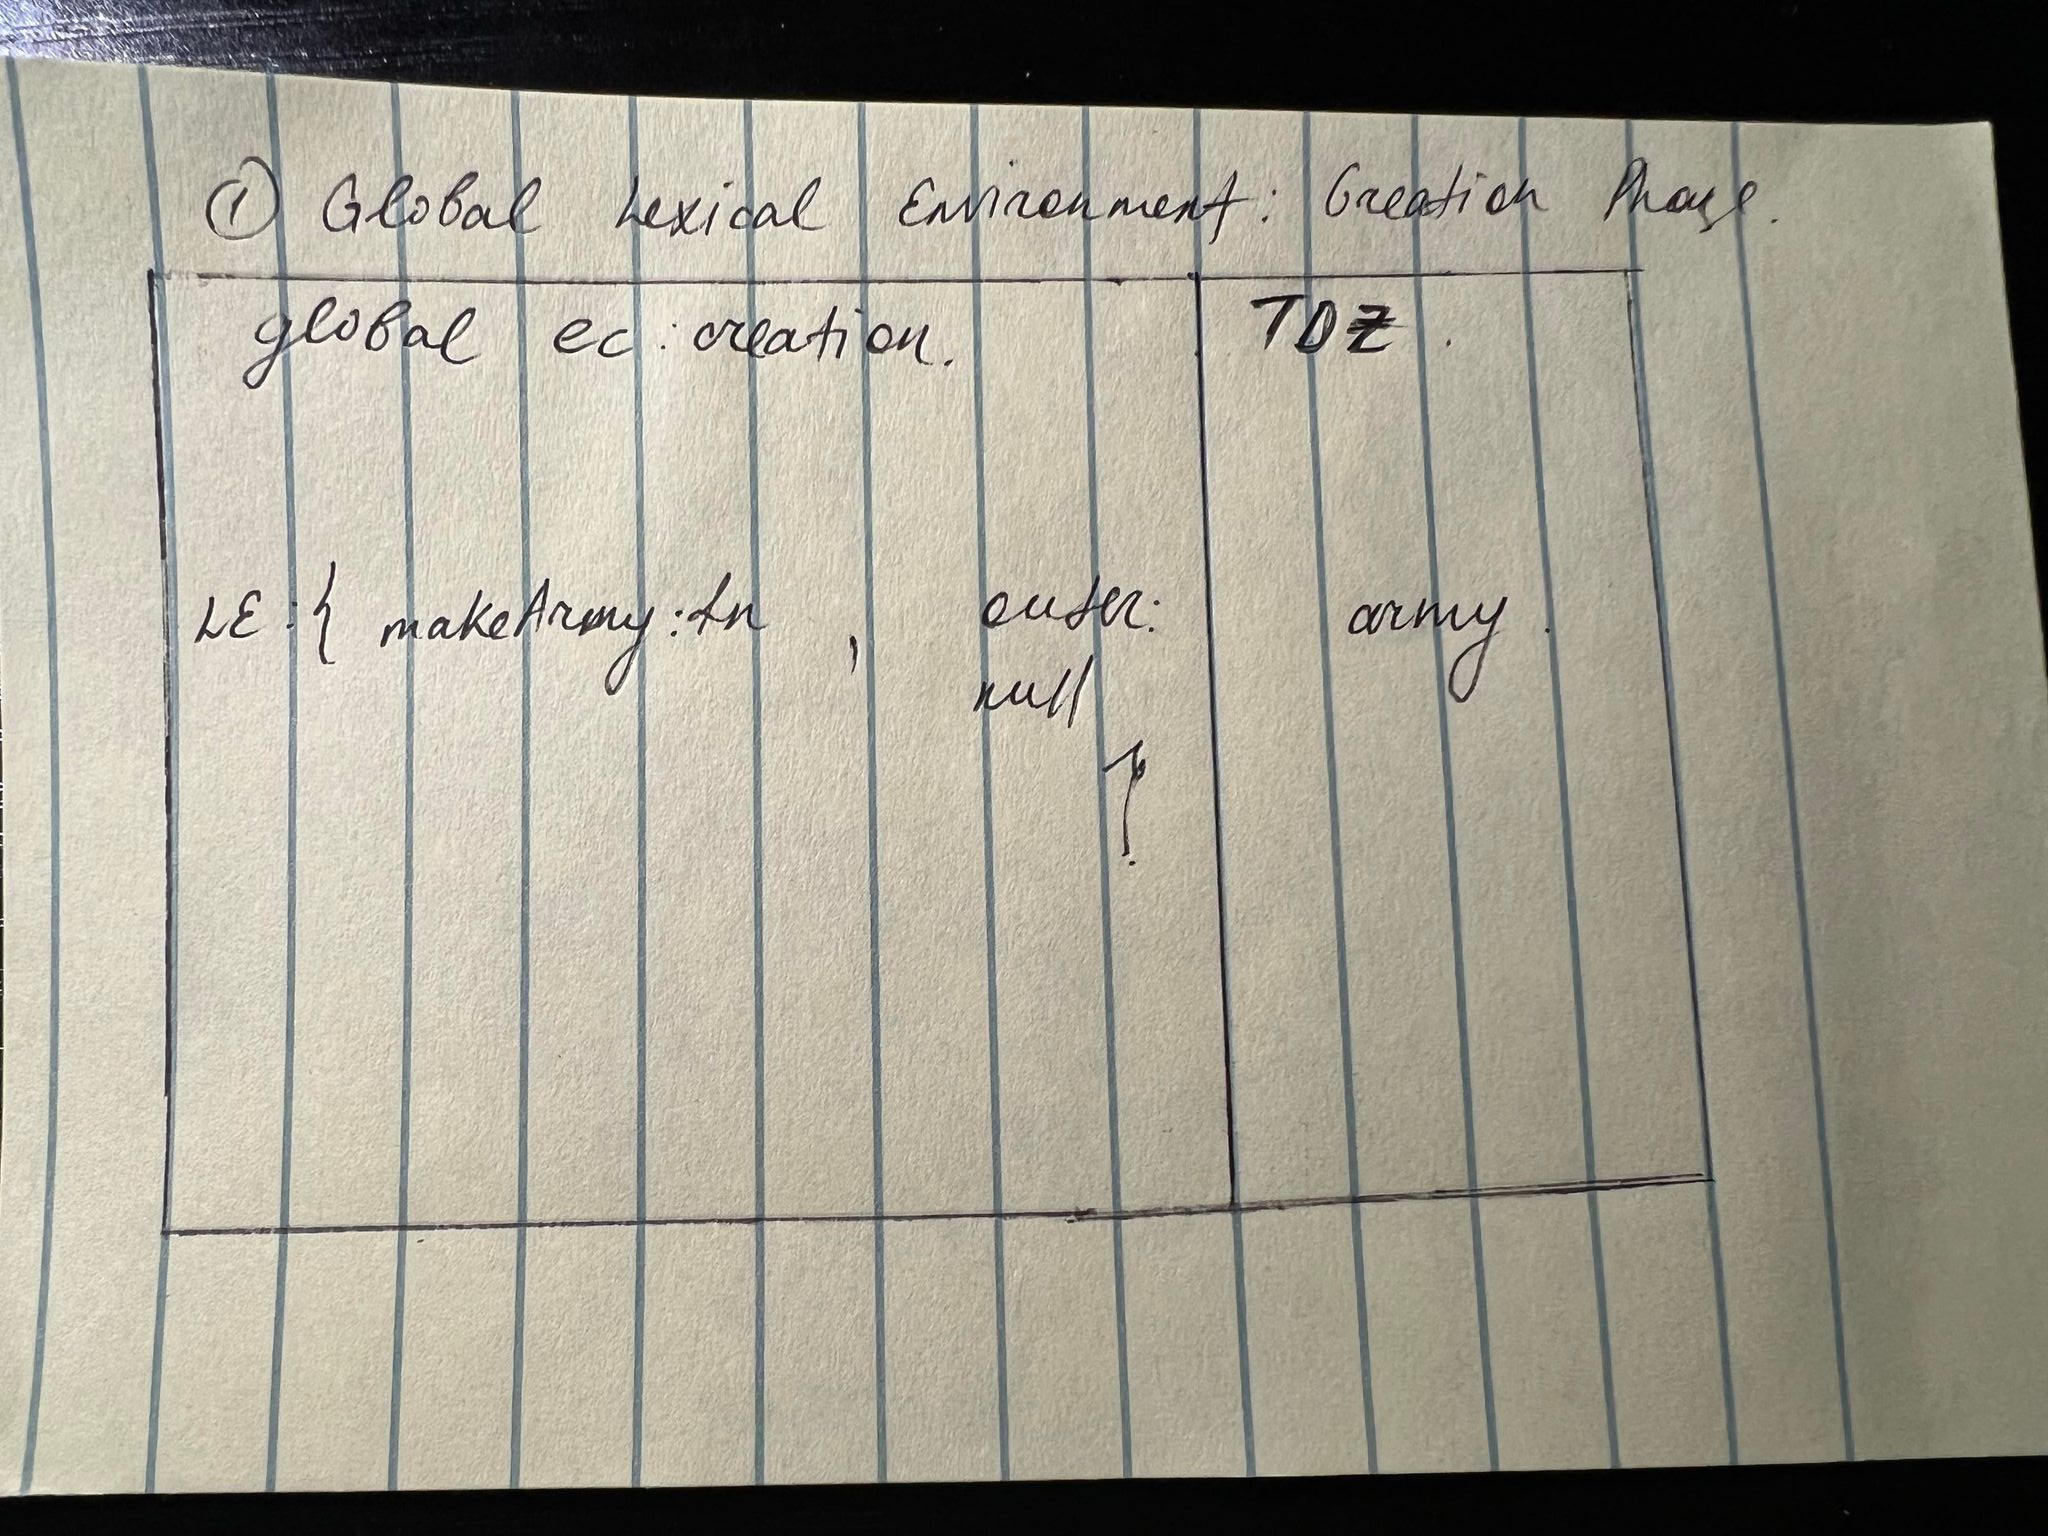 ① Global Lexical Environment: Creation Phase.
global ec: creation. TDZ.
LE: { makeArmy: fn , outer: army.
null
}